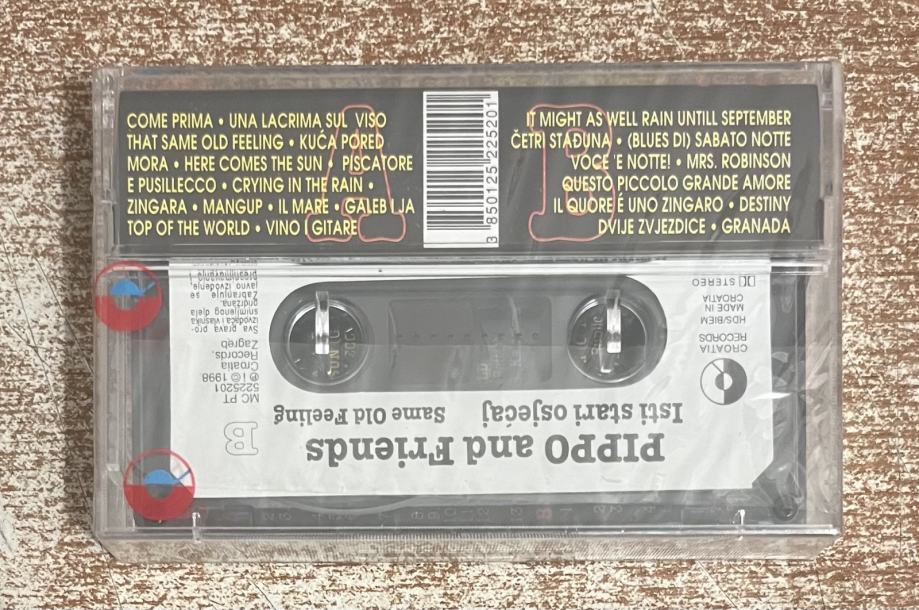 COME PRIMA • UNA LACRIMA SUL VISO
THAT SAME OLD FEELING • KUĆA PORED
MORA • HERE COMES THE SUN • PISCATORE
E PUSILLECCO • CRYING IN THE RAIN •
ZINGARA • MANGUP • IL MARE • GALEB I JA
TOP OF THE WORLD • VINO I GITARE
A
3 850125 225201
B
IT MIGHT AS WELL RAIN UNTILL SEPTEMBER
ČETRI STAĐUNA • (BLUES DI) SABATO NOTTE
VOCE 'E NOTTE! • MRS. ROBINSON
QUESTO PICCOLO GRANDE AMORE
IL QUORE É UNO ZINGARO • DESTINY
DVIJE ZVJEZDICE • GRANADA
PIPPO and Friends
Isti stari osjećaj
Same Old Feeling
B
MC PT
5225201
℗ i © 1998
Croatia
Records,
Zagreb
Sva prava pro-
izvođača i vlasnika
snimljenog djela
pridržana.
Zabranjuje se
javno izvođenje,
presnimavanje i
CROATIA
RECORDS
HDS/BIEM
MADE IN
CROATIA
STEREO